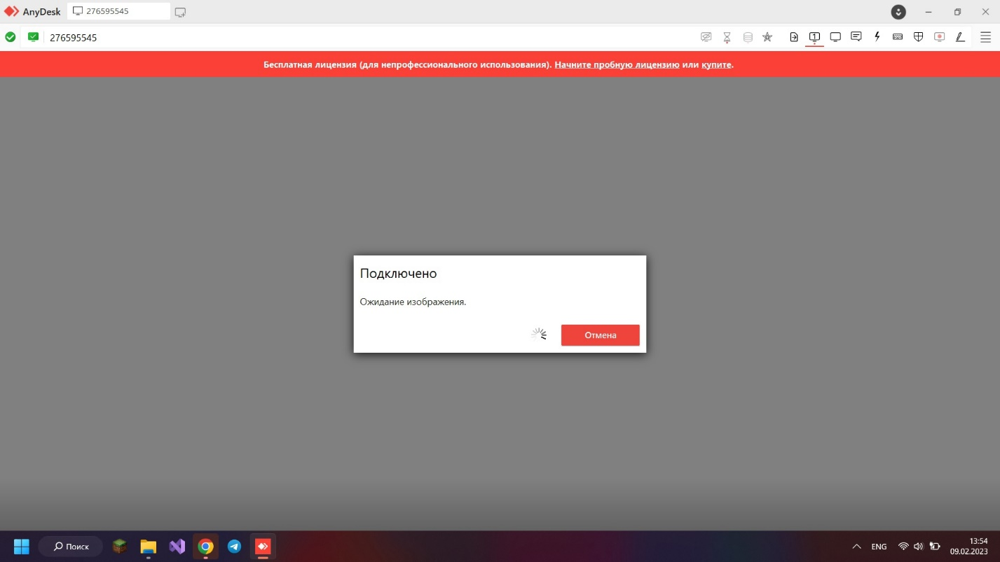 AnyDesk
276595545
276595545
1
Бесплатная лицензия (для непрофессионального использования). Начните пробную лицензию или купите.
Подключено
Ожидание изображения.
Отмена
Поиск
ENG
13:54
09.02.2023